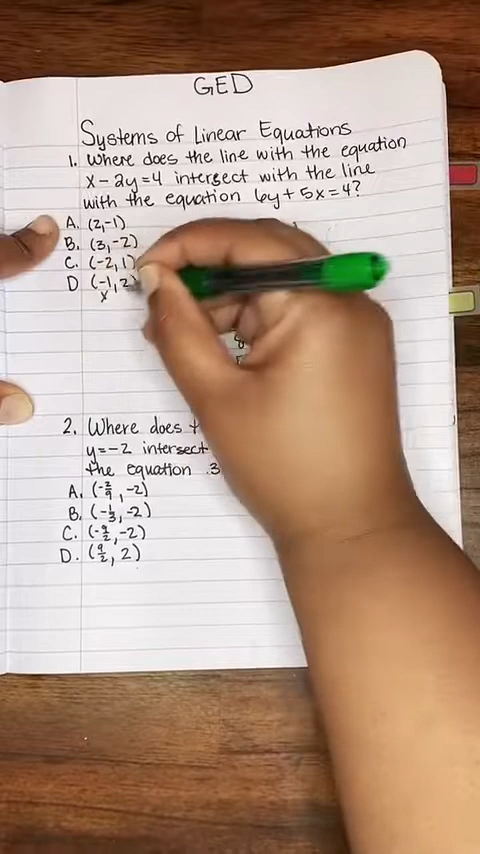 GED
Systems of Linear Equations
1. Where does the line with the equation
x-2y=4 intersect with the line
with the equation 6y+5x=4?
A. (2,-1)
B. (3,-2)
C. (-2,1)
D (-1,2)
x
2. Where does
y=-2 intersect
the equation 3
A. (-2/9, -2)
B. (-1/3, -2)
C. (-9/2, -2)
D. (9/2, 2)